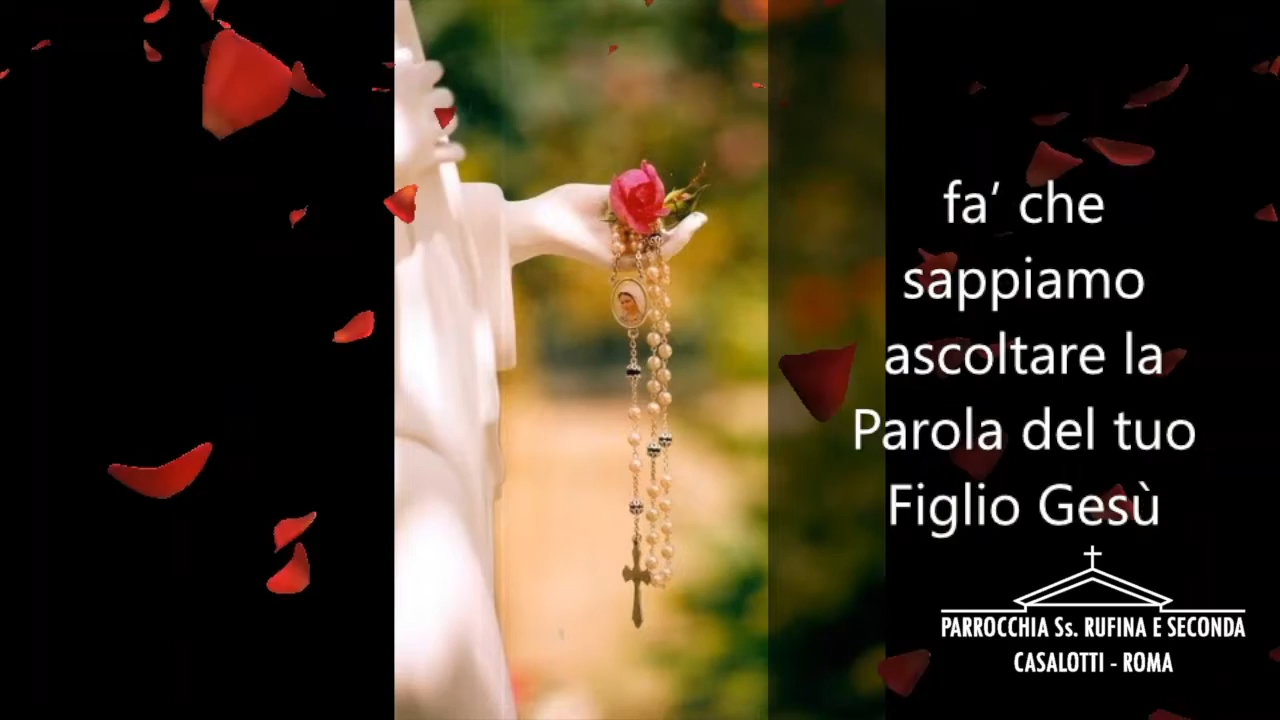 fa’ che
sappiamo
ascoltare la
Parola del tuo
Figlio Gesù
PARROCCHIA Ss. RUFINA E SECONDA
CASALOTTI - ROMA